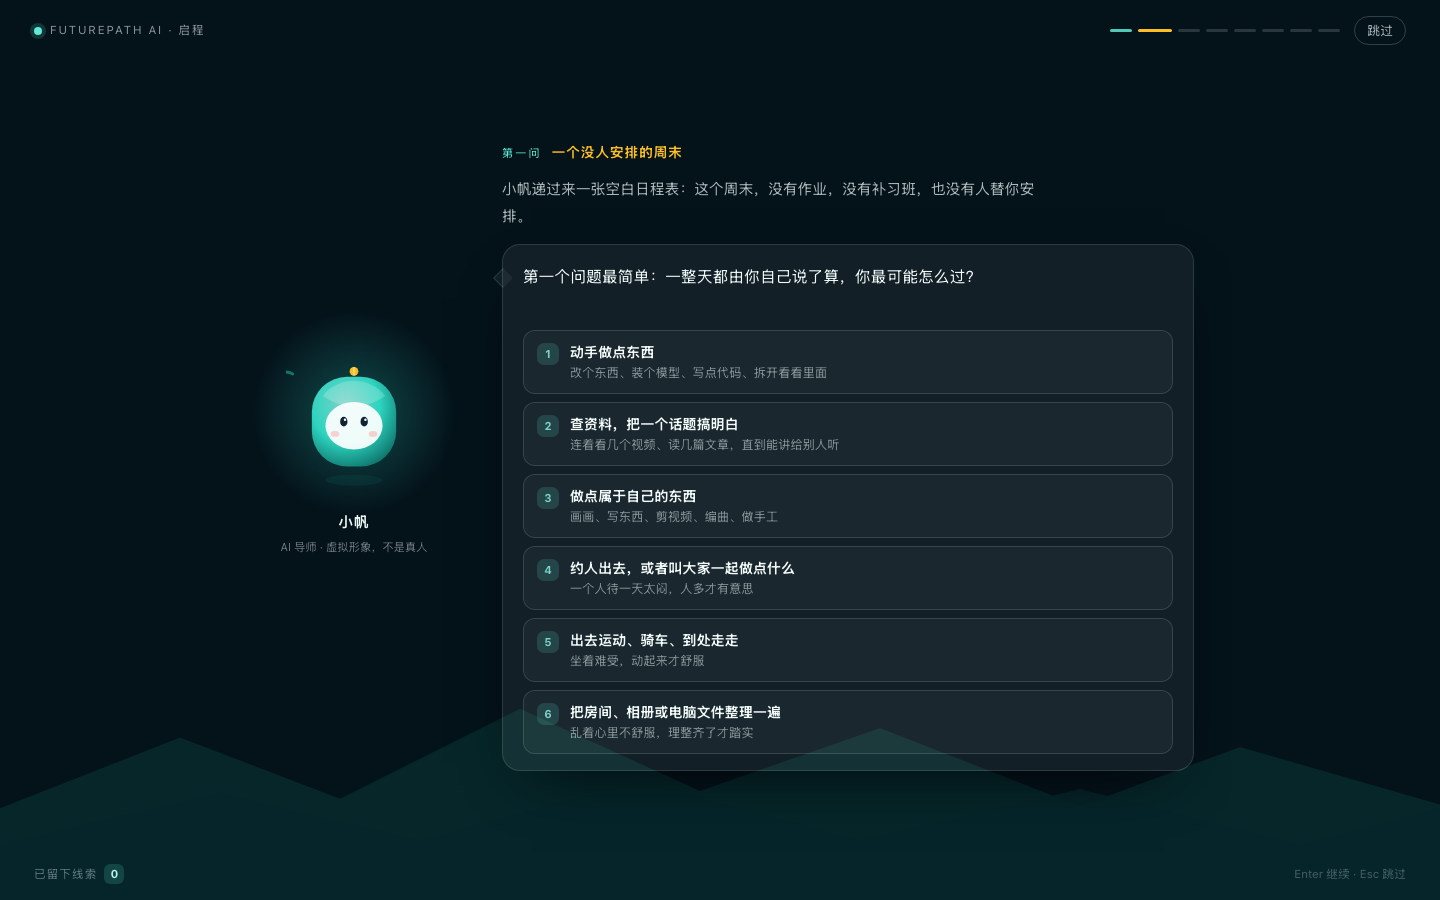 FUTUREPATH AI · 启程
跳过
第一问 一个没人安排的周末
小帆递过来一张空白日程表：这个周末，没有作业，没有补习班，也没有人替你安
排。
第一个问题最简单：一整天都由你自己说了算，你最可能怎么过？
1 动手做点东西
改个东西、装个模型、写点代码、拆开看看里面
2 查资料，把一个话题搞明白
连着看几个视频、读几篇文章，直到能讲给别人听
3 做点属于自己的东西
画画、写东西、剪视频、编曲、做手工
4 约人出去，或者叫大家一起做点什么
一个人待一天太闷，人多才有意思
5 出去运动、骑车、到处走走
坐着难受，动起来才舒服
6 把房间、相册或电脑文件整理一遍
乱着心里不舒服，理整齐了才踏实
小帆
AI 导师 · 虚拟形象，不是真人
已留下线索 0
Enter 继续 · Esc 跳过